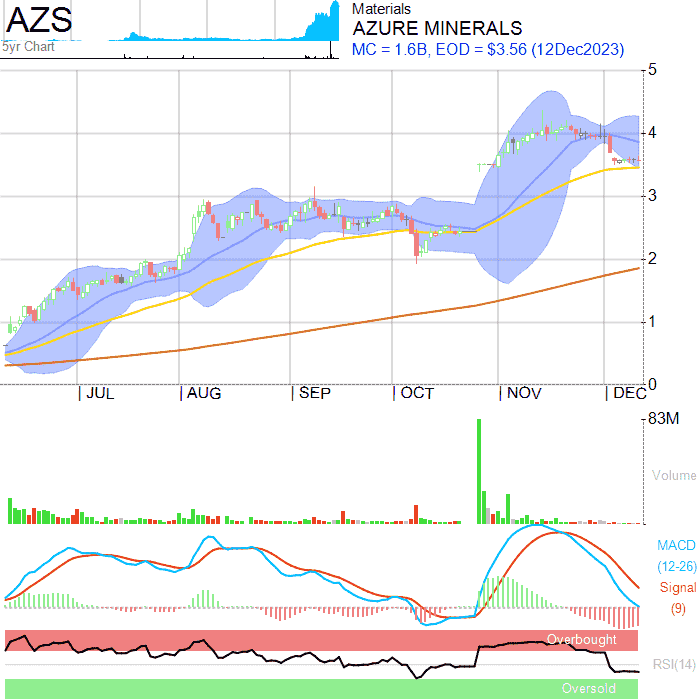 AZS
5yr Chart
Materials
AZURE MINERALS
MC = 1.6B, EOD = $3.56 (12Dec2023)
5
4
3
2
1
0
JUL AUG SEP OCT NOV DEC
83M
Volume
MACD
(12-26)
Signal
(9)
Overbought
RSI(14)
Oversold